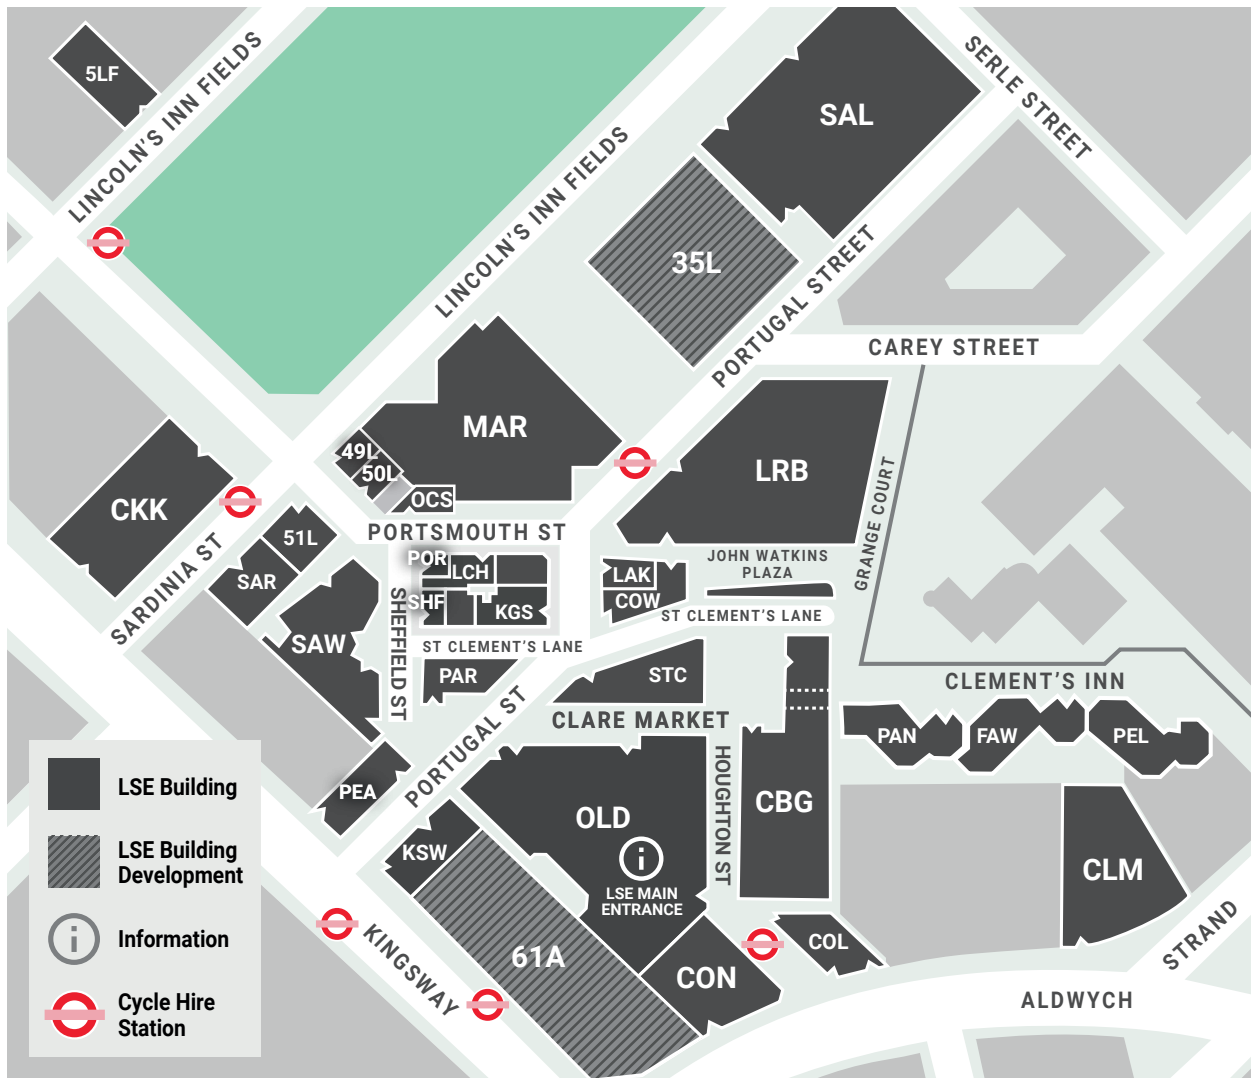 5LF
LINCOLN'S INN FIELDS
LINCOLN'S INN FIELDS
SERLE STREET
SAL
35L
PORTUGAL STREET
CAREY STREET
MAR
49L
50L
OCS
LRB
GRANGE COURT
CKK
SARDINIA ST
51L
SAR
SAW
PORTSMOUTH ST
POR
LCH
SHF
KGS
SHEFFIELD ST
LAK
COW
JOHN WATKINS
PLAZA
ST CLEMENT'S LANE
ST CLEMENT'S LANE
PAR
STC
CLARE MARKET
CLEMENT'S INN
PAN
FAW
PEL
PORTUGAL ST
PEA
KSW
OLD
LSE MAIN
ENTRANCE
HOUGHTON ST
CBG
CLM
61A
CON
COL
KINGSWAY
STRAND
ALDWYCH
LSE Building
LSE Building
Development
Information
Cycle Hire
Station